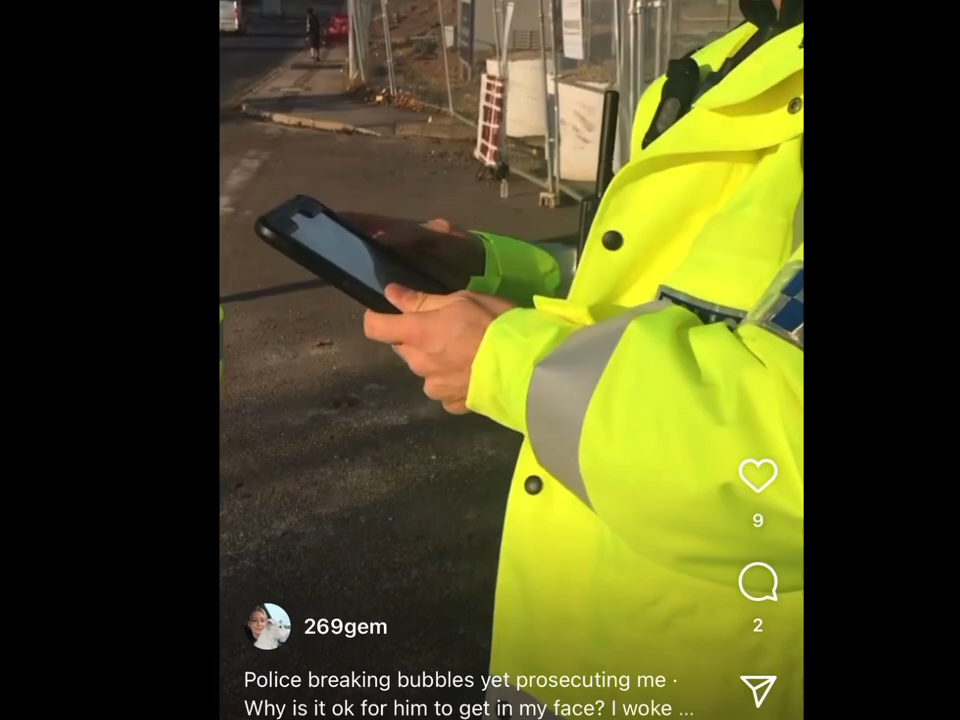 9
2
269gem
Police breaking bubbles yet prosecuting me ·
Why is it ok for him to get in my face? I woke ...